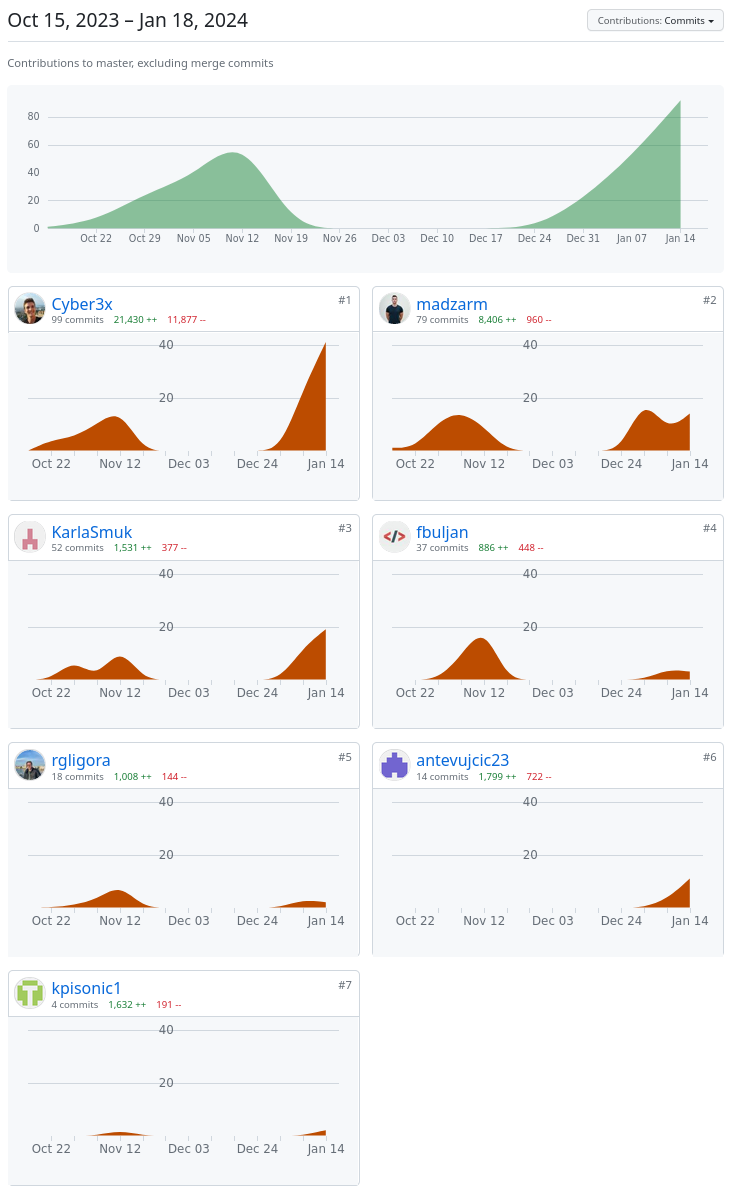 Oct 15, 2023 – Jan 18, 2024
Contributions: Commits
Contributions to master, excluding merge commits
80
60
40
20
0
Oct 22 Oct 29 Nov 05 Nov 12 Nov 19 Nov 26 Dec 03 Dec 10 Dec 17 Dec 24 Dec 31 Jan 07 Jan 14
Cyber3x #1
99 commits 21,430 ++ 11,877 --
40
20
Oct 22 Nov 12 Dec 03 Dec 24 Jan 14
madzarm #2
79 commits 8,406 ++ 960 --
40
20
Oct 22 Nov 12 Dec 03 Dec 24 Jan 14
KarlaSmuk #3
52 commits 1,531 ++ 377 --
40
20
Oct 22 Nov 12 Dec 03 Dec 24 Jan 14
</> fbuljan #4
37 commits 886 ++ 448 --
40
20
Oct 22 Nov 12 Dec 03 Dec 24 Jan 14
rgligora #5
18 commits 1,008 ++ 144 --
40
20
Oct 22 Nov 12 Dec 03 Dec 24 Jan 14
antevujcic23 #6
14 commits 1,799 ++ 722 --
40
20
Oct 22 Nov 12 Dec 03 Dec 24 Jan 14
kpisonic1 #7
4 commits 1,632 ++ 191 --
40
20
Oct 22 Nov 12 Dec 03 Dec 24 Jan 14